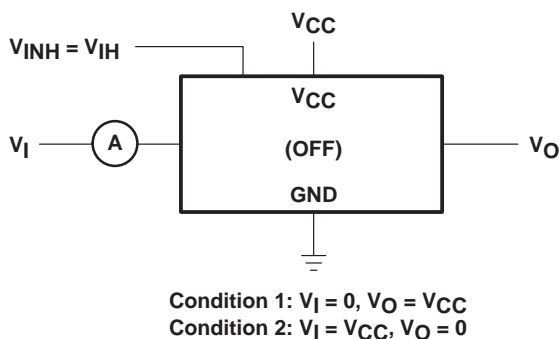 VCC
VINH = VIH
VCC
VI
A
(OFF)
VO
GND
Condition 1: VI = 0, VO = VCC
Condition 2: VI = VCC, VO = 0